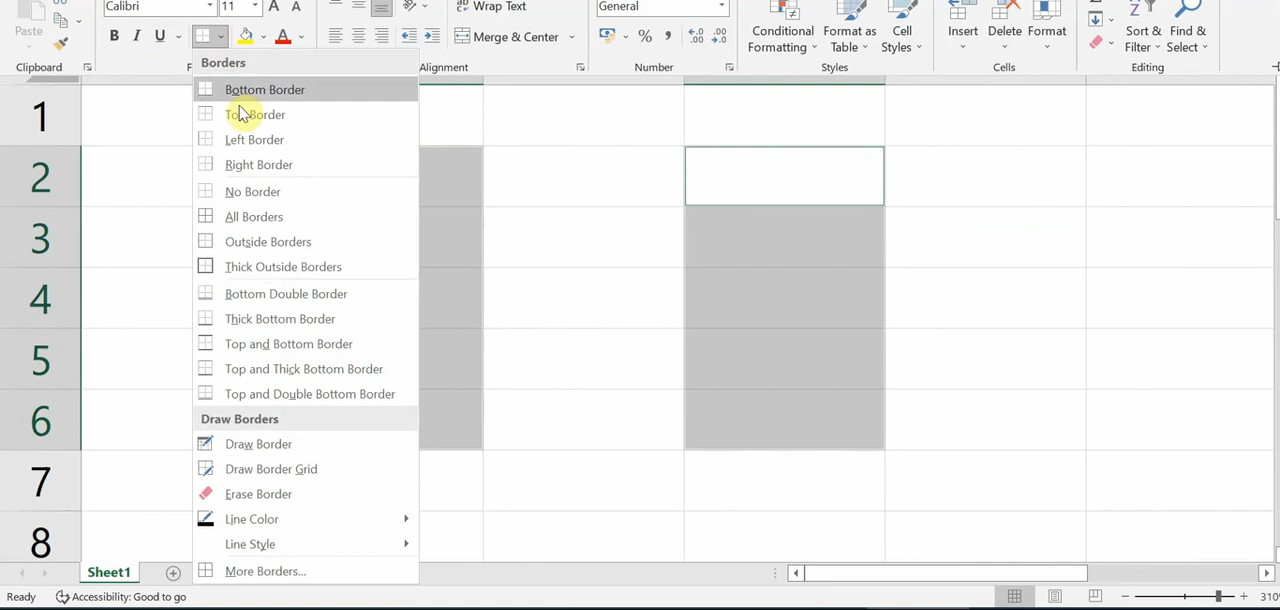 Calibri 11 Wrap Text General
Paste B I U Merge & Center % , Conditional Formatting Format as Table Cell Styles Insert Delete Format Sort & Filter Find & Select
Clipboard Alignment Number Styles Cells Editing
Borders
Bottom Border
Border
Left Border
Right Border
No Border
All Borders
Outside Borders
Thick Outside Borders
Bottom Double Border
Thick Bottom Border
Top and Bottom Border
Top and Thick Bottom Border
Top and Double Bottom Border
Draw Borders
Draw Border
Draw Border Grid
Erase Border
Line Color
Line Style
More Borders...
1
2
3
4
5
6
7
8
Sheet1
Ready Accessibility: Good to go